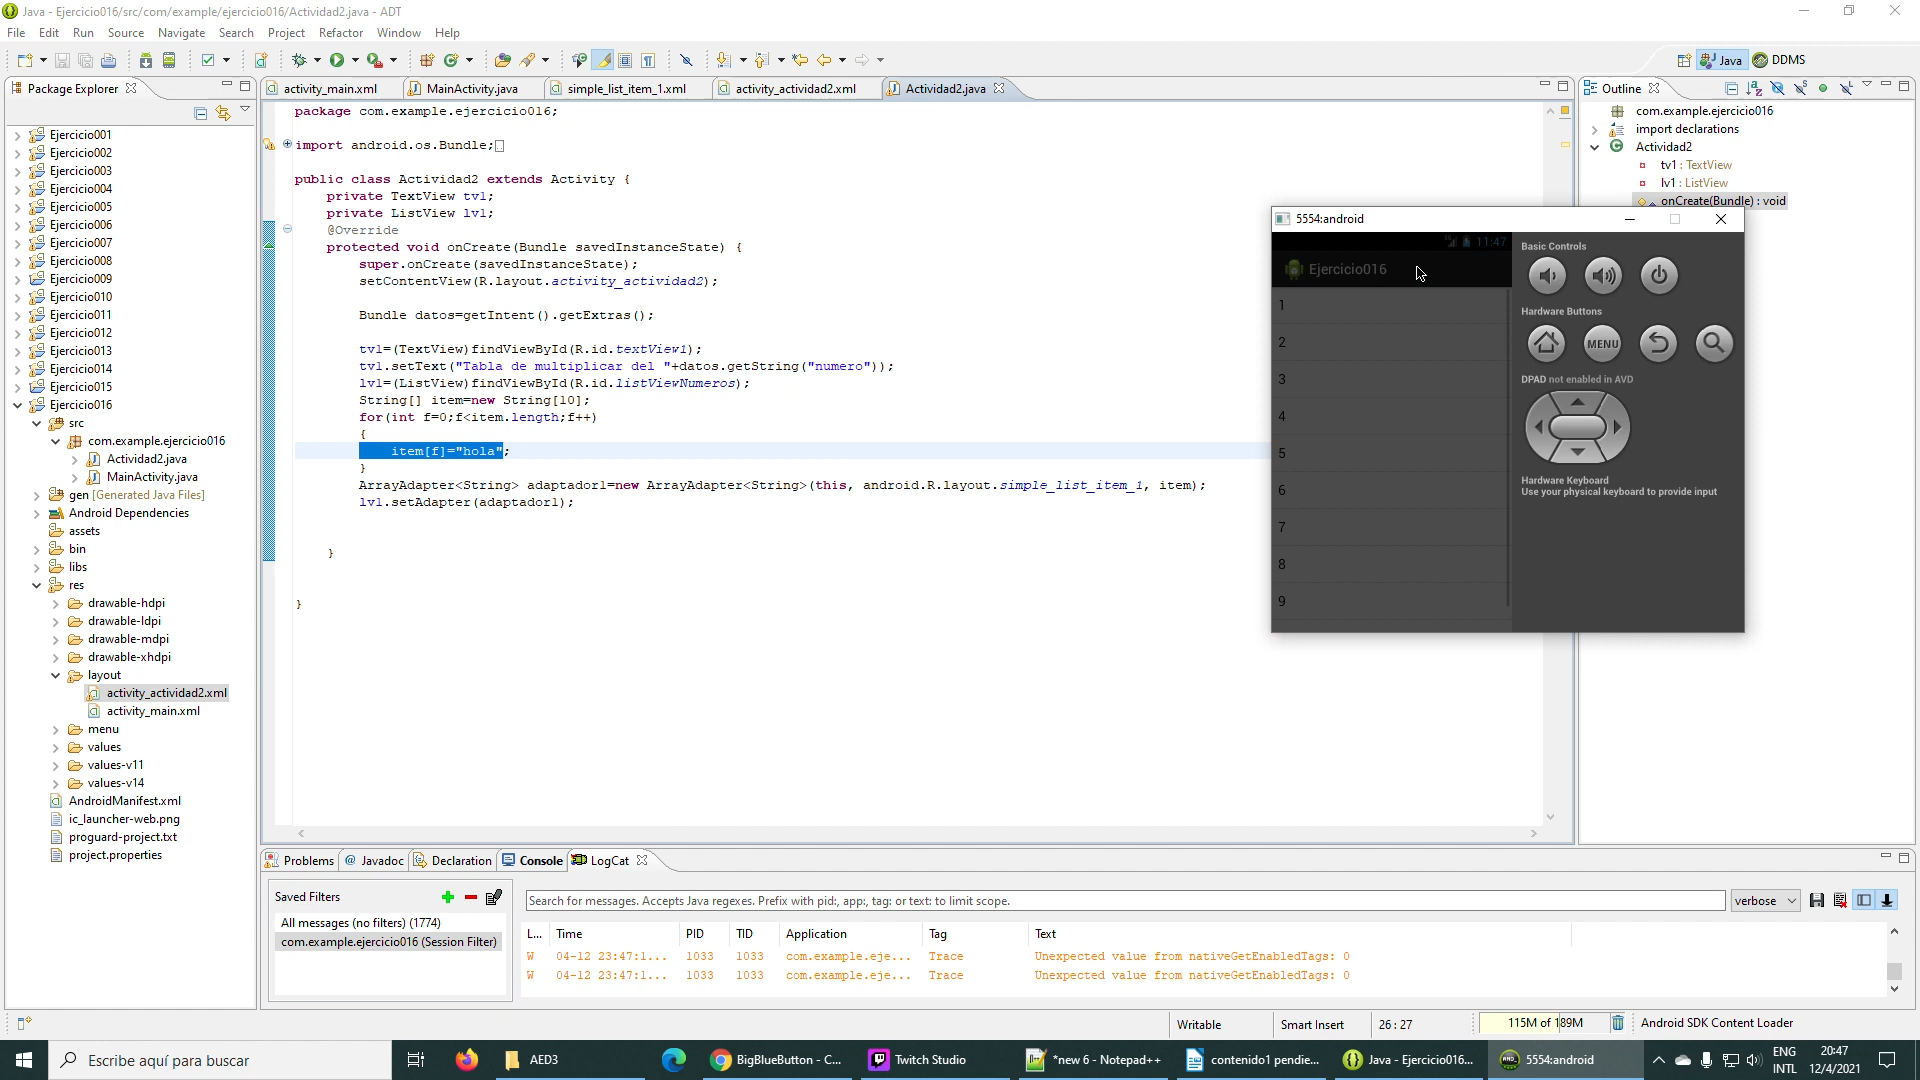 Java - Ejercicio016/src/com/example/ejercicio016/Actividad2.java - ADT
File Edit Run Source Navigate Search Project Refactor Window Help
Java DDMS
Package Explorer
activity_main.xml MainActivity.java simple_list_item_1.xml activity_actividad2.xml Actividad2.java
Outline
Ejercicio001
Ejercicio002
Ejercicio003
Ejercicio004
Ejercicio005
Ejercicio006
Ejercicio007
Ejercicio008
Ejercicio009
Ejercicio010
Ejercicio011
Ejercicio012
Ejercicio013
Ejercicio014
Ejercicio015
Ejercicio016
src
com.example.ejercicio016
Actividad2.java
MainActivity.java
gen [Generated Java Files]
Android Dependencies
assets
bin
libs
res
drawable-hdpi
drawable-ldpi
drawable-mdpi
drawable-xhdpi
layout
activity_actividad2.xml
activity_main.xml
menu
values
values-v11
values-v14
AndroidManifest.xml
ic_launcher-web.png
proguard-project.txt
project.properties
package com.example.ejercicio016;
import android.os.Bundle;
public class Actividad2 extends Activity {
private TextView tv1;
private ListView lv1;
@Override
protected void onCreate(Bundle savedInstanceState) {
super.onCreate(savedInstanceState);
setContentView(R.layout.activity_actividad2);
Bundle datos=getIntent().getExtras();
tv1=(TextView)findViewById(R.id.textView1);
tv1.setText("Tabla de multiplicar del "+datos.getString("numero"));
lv1=(ListView)findViewById(R.id.listViewNumeros);
String[] item=new String[10];
for(int f=0;f<item.length;f++)
{
item[f]="hola";
}
ArrayAdapter<String> adaptador1=new ArrayAdapter<String>(this, android.R.layout.simple_list_item_1, item);
lv1.setAdapter(adaptador1);
}
}
com.example.ejercicio016
import declarations
Actividad2
tv1 : TextView
lv1 : ListView
onCreate(Bundle) : void
5554:android
11:47
Ejercicio016
1
2
3
4
5
6
7
8
9
Basic Controls
Hardware Buttons
MENU
DPAD not enabled in AVD
Hardware Keyboard
Use your physical keyboard to provide input
Problems @ Javadoc Declaration Console LogCat
Saved Filters
All messages (no filters) (1774)
com.example.ejercicio016 (Session Filter)
Search for messages. Accepts Java regexes. Prefix with pid:, app:, tag: or text: to limit scope.
verbose
L... Time PID TID Application Tag Text
W 04-12 23:47:1... 1033 1033 com.example.eje... Trace Unexpected value from nativeGetEnabledTags: 0
W 04-12 23:47:1... 1033 1033 com.example.eje... Trace Unexpected value from nativeGetEnabledTags: 0
Writable Smart Insert 26 : 27 115M of 189M Android SDK Content Loader
Escribe aquí para buscar
AED3
BigBlueButton - C...
Twitch Studio
*new 6 - Notepad++
contenido1 pendie...
Java - Ejercicio016...
5554:android
ENG
INTL
20:47
12/4/2021